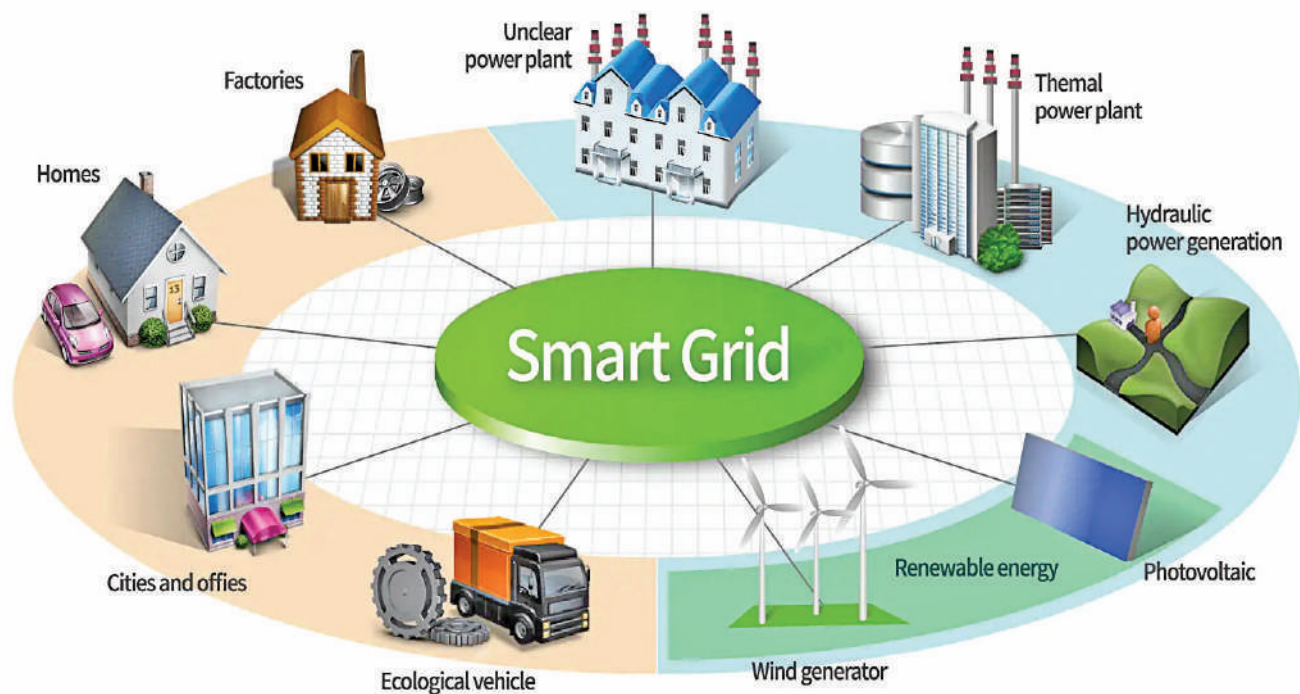 Unclear
power plant
Factories
Themal
power plant
Homes
Hydraulic
power generation
13
Smart Grid
Renewable energy
Photovoltaic
Cities and offies
Wind generator
Ecological vehicle